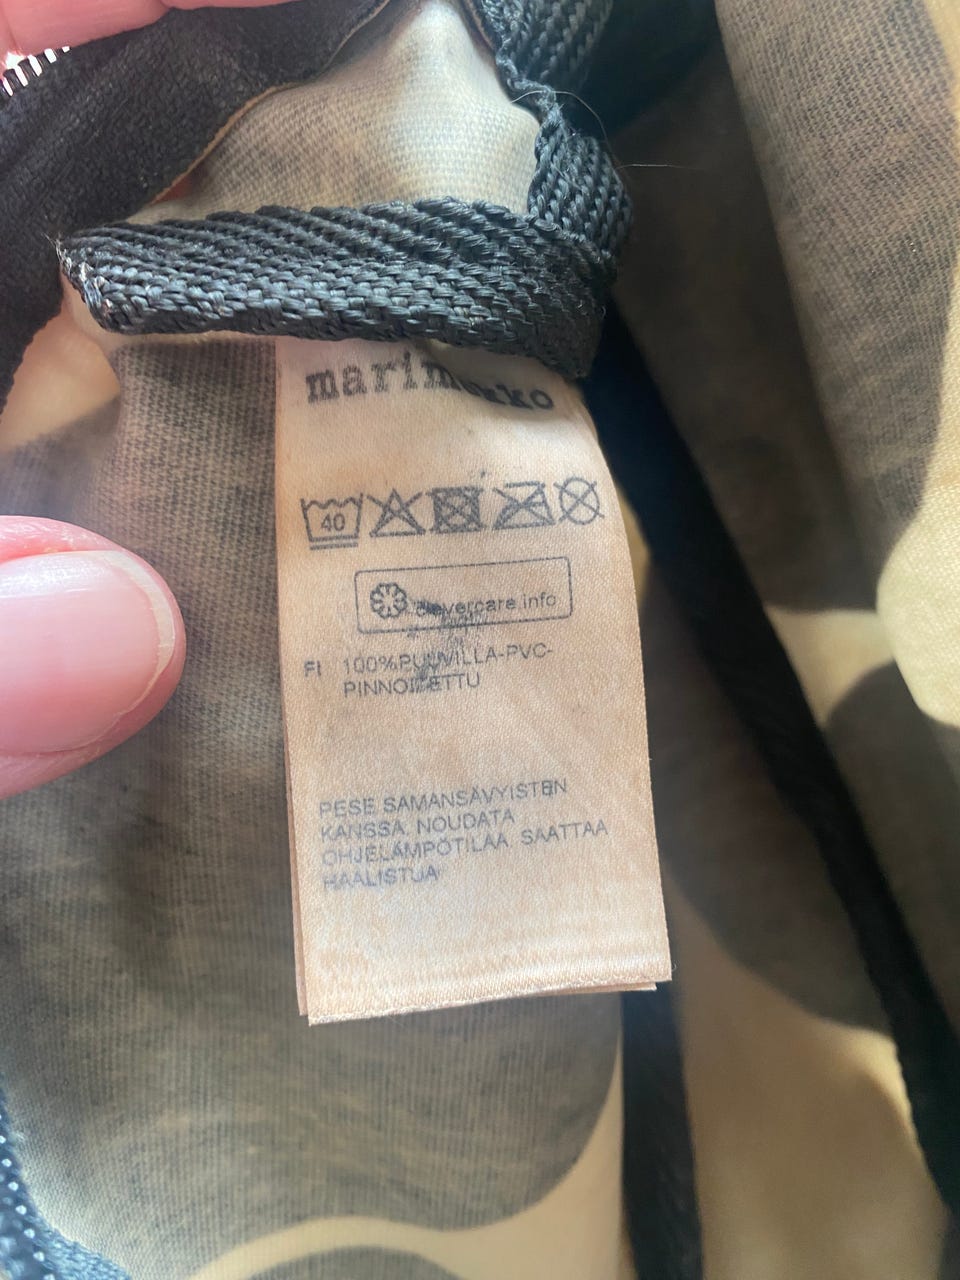 marimekko
40
clevercare.info
FI 100%PUUVILLA-PVC-
PINNOITETTU
PESE SAMANSÄVYISTEN
KANSSA. NOUDATA
OHJELÄMPÖTILAA. SAATTAA
HAALISTUA